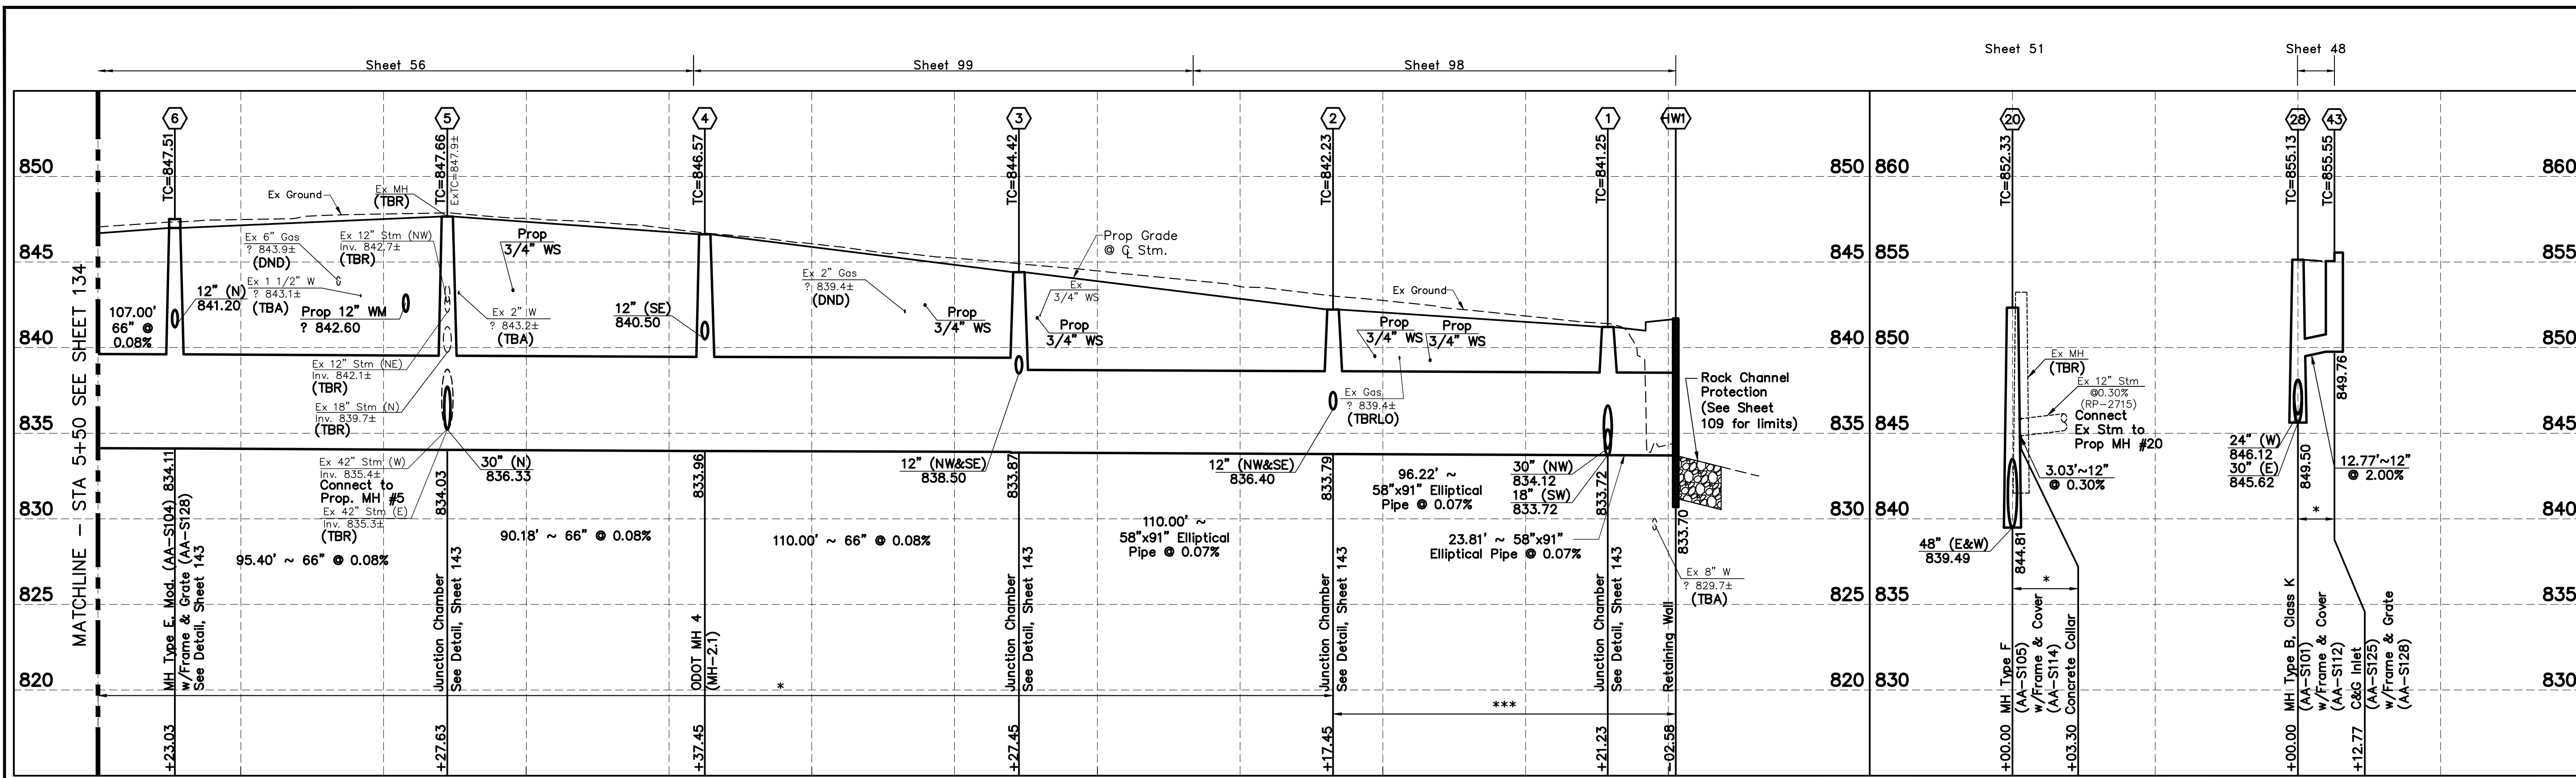 Sheet 56
Sheet 99
Sheet 98
Sheet 51
Sheet 48
6
5
4
3
2
1
HW1
20
28
43
TC=847.51
TC=847.66
ExTC=847.9±
TC=846.57
TC=844.42
TC=842.23
TC=841.25
TC=852.33
TC=855.13
TC=855.55
850
845
840
835
830
825
820
850 860
845 855
840 850
835 845
830 840
825 835
820 830
860
855
850
845
840
835
830
MATCHLINE – STA 5+50 SEE SHEET 134
Ex Ground
Ex MH
(TBR)
Ex 6" Gas
? 843.9±
(DND)
Ex 12" Stm (NW)
Inv. 842.7±
(TBR)
Prop
3/4" WS
12" (N)
841.20
Ex 1 1/2" W
? 843.1±
(TBA)
Prop 12" WM
? 842.60
Ex 2" W
? 843.2±
(TBA)
107.00'
66" @
0.08%
Ex 12" Stm (NE)
Inv. 842.1±
(TBR)
Ex 18" Stm (N)
Inv. 839.7±
(TBR)
Ex 42" Stm (W)
Inv. 835.4±
Connect to
Prop. MH #5
Ex 42" Stm (E)
Inv. 835.3±
(TBR)
30" (N)
836.33
12" (SE)
840.50
Ex 2" Gas
? 839.4±
(DND)
Prop
3/4" WS
Ex
3/4" WS
Prop
3/4" WS
Prop Grade
@ ℄ Stm.
Ex Ground
Prop
3/4" WS
Prop
3/4" WS
Ex Gas
? 839.4±
(TBRLO)
12" (NW&SE)
838.50
12" (NW&SE)
836.40
30" (NW)
834.12
18" (SW)
833.72
Rock Channel
Protection
(See Sheet
109 for limits)
834.11
834.03
833.96
833.87
833.79
833.72
833.70
95.40' ~ 66" @ 0.08%
90.18' ~ 66" @ 0.08%
110.00' ~ 66" @ 0.08%
110.00' ~
58"x91" Elliptical
Pipe @ 0.07%
96.22' ~
58"x91" Elliptical
Pipe @ 0.07%
23.81' ~ 58"x91"
Elliptical Pipe @ 0.07%
Ex 8" W
? 829.7±
(TBA)
MH Type E, Mod. (AA–S104)
w/Frame & Grate (AA–S128)
See Detail, Sheet 143
Junction Chamber
See Detail, Sheet 143
ODOT MH 4
(MH–2.1)
Junction Chamber
See Detail, Sheet 143
Junction Chamber
See Detail, Sheet 143
Junction Chamber
See Detail, Sheet 143
Retaining Wall
*
***
+23.03
+27.63
+37.45
+27.45
+17.45
+21.23
-02.58
Ex MH
(TBR)
Ex 12" Stm
@0.30%
(RP–2715)
Connect
Ex Stm to
Prop MH #20
3.03'~12"
@ 0.30%
48" (E&W)
839.49
844.81
*
MH Type F
(AA–S105)
w/Frame & Cover
(AA–S114)
Concrete Collar
+00.00
+03.30
24" (W)
846.12
30" (E)
845.62
849.50
849.76
12.77'~12"
@ 2.00%
*
MH Type B, Class K
(AA–S101)
w/Frame & Cover
(AA–S112)
C&G Inlet
(AA–S125)
w/Frame & Grate
(AA–S128)
+00.00
+12.77